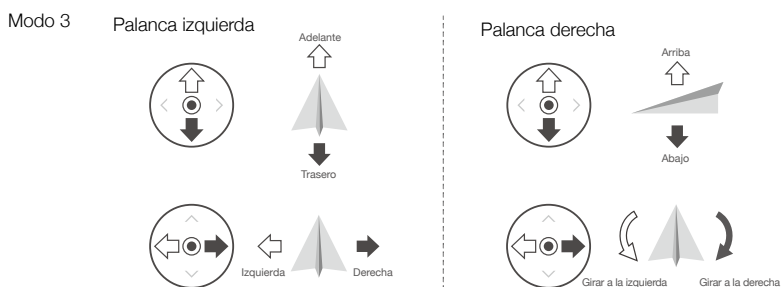 Modo 3
Palanca izquierda
Adelante
Trasero
Izquierda
Derecha
Palanca derecha
Arriba
Abajo
Girar a la izquierda
Girar a la derecha